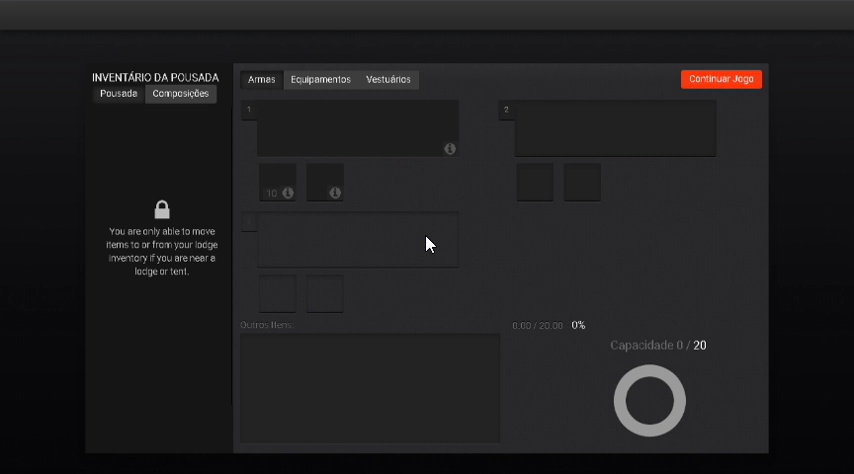 INVENTÁRIO DA POUSADA
Pousada Composições
You are only able to move
items to or from your lodge
inventory if you are near a
lodge or tent.
Armas Equipamentos Vestuários
Continuar Jogo
1
2
10
Outros Itens:
0.00 / 20.00 0%
Capacidade 0 / 20